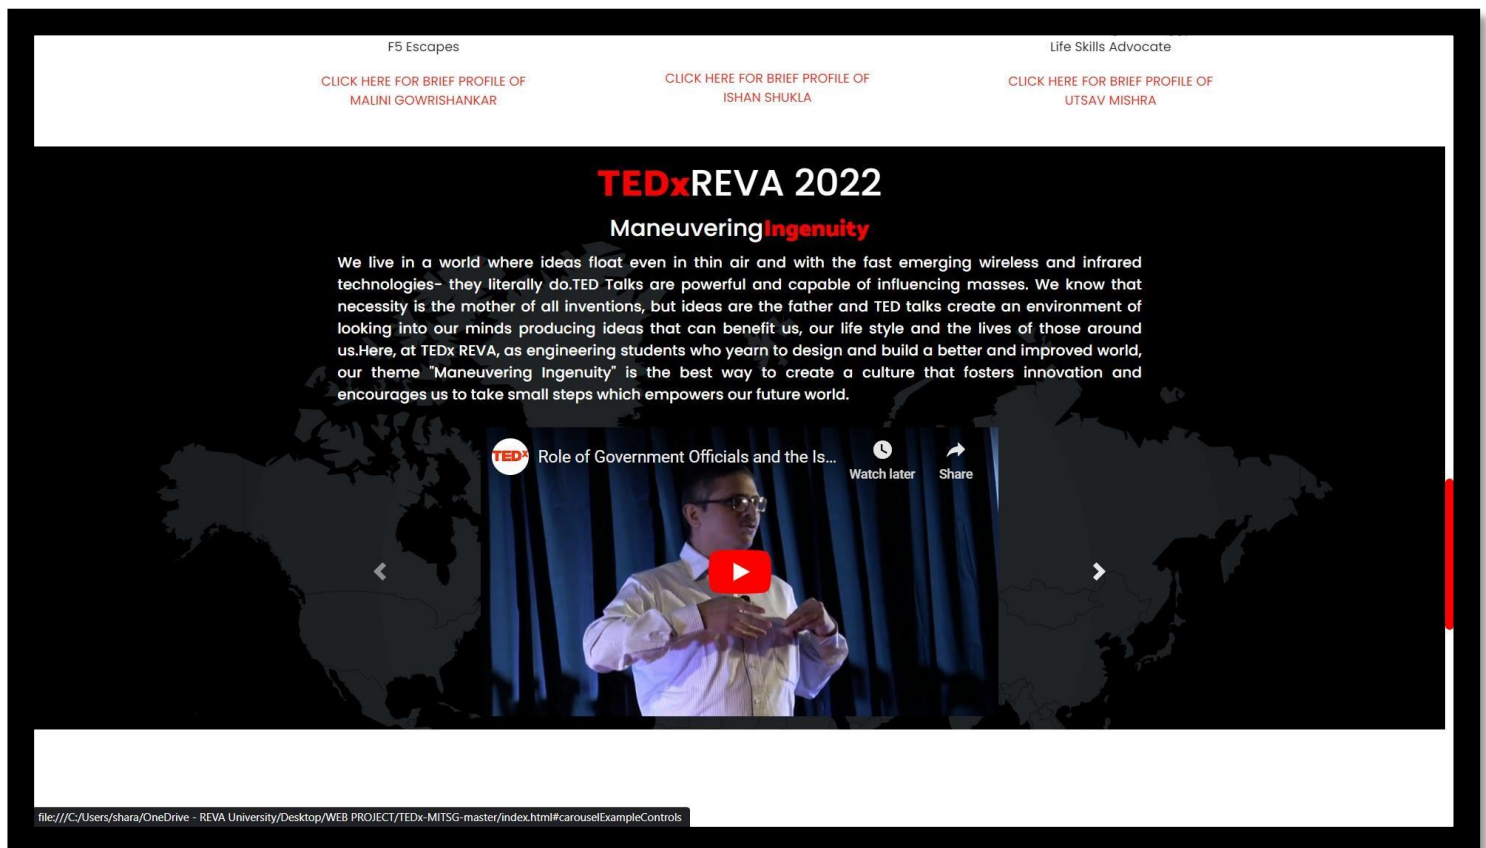 F5 Escapes
Life Skills Advocate
CLICK HERE FOR BRIEF PROFILE OF
MALINI GOWRISHANKAR
CLICK HERE FOR BRIEF PROFILE OF
ISHAN SHUKLA
CLICK HERE FOR BRIEF PROFILE OF
UTSAV MISHRA
TEDxREVA 2022
ManeuveringIngenuity
We live in a world where ideas float even in thin air and with the fast emerging wireless and infrared
technologies- they literally do.TED Talks are powerful and capable of influencing masses. We know that
necessity is the mother of all inventions, but ideas are the father and TED talks create an environment of
looking into our minds producing ideas that can benefit us, our life style and the lives of those around
us.Here, at TEDx REVA, as engineering students who yearn to design and build a better and improved world,
our theme "Maneuvering Ingenuity" is the best way to create a culture that fosters innovation and
encourages us to take small steps which empowers our future world.
TEDx
Role of Government Officials and the Is...
Watch later
Share
file:///C:/Users/shara/OneDrive - REVA University/Desktop/WEB PROJECT/TEDx-MITSG-master/index.html#carouselExampleControls